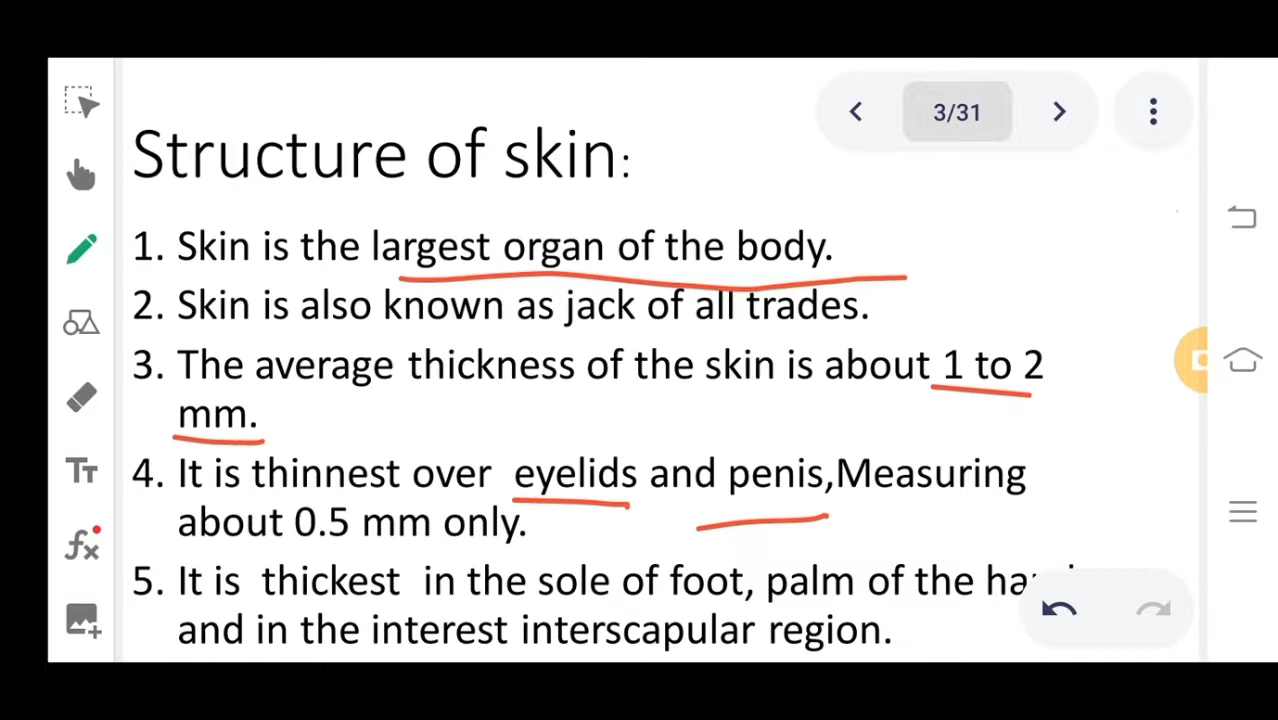 3/31
Structure of skin:
1. Skin is the largest organ of the body.
2. Skin is also known as jack of all trades.
3. The average thickness of the skin is about 1 to 2
mm.
4. It is thinnest over eyelids and penis,Measuring
about 0.5 mm only.
5. It is thickest in the sole of foot, palm of the
and in the interest interscapular region.
Tт
fx